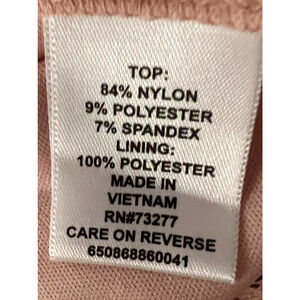 TOP:
84% NYLON
9% POLYESTER
7% SPANDEX
LINING:
100% POLYESTER
MADE IN
VIETNAM
RN#73277
CARE ON REVERSE
650868860041